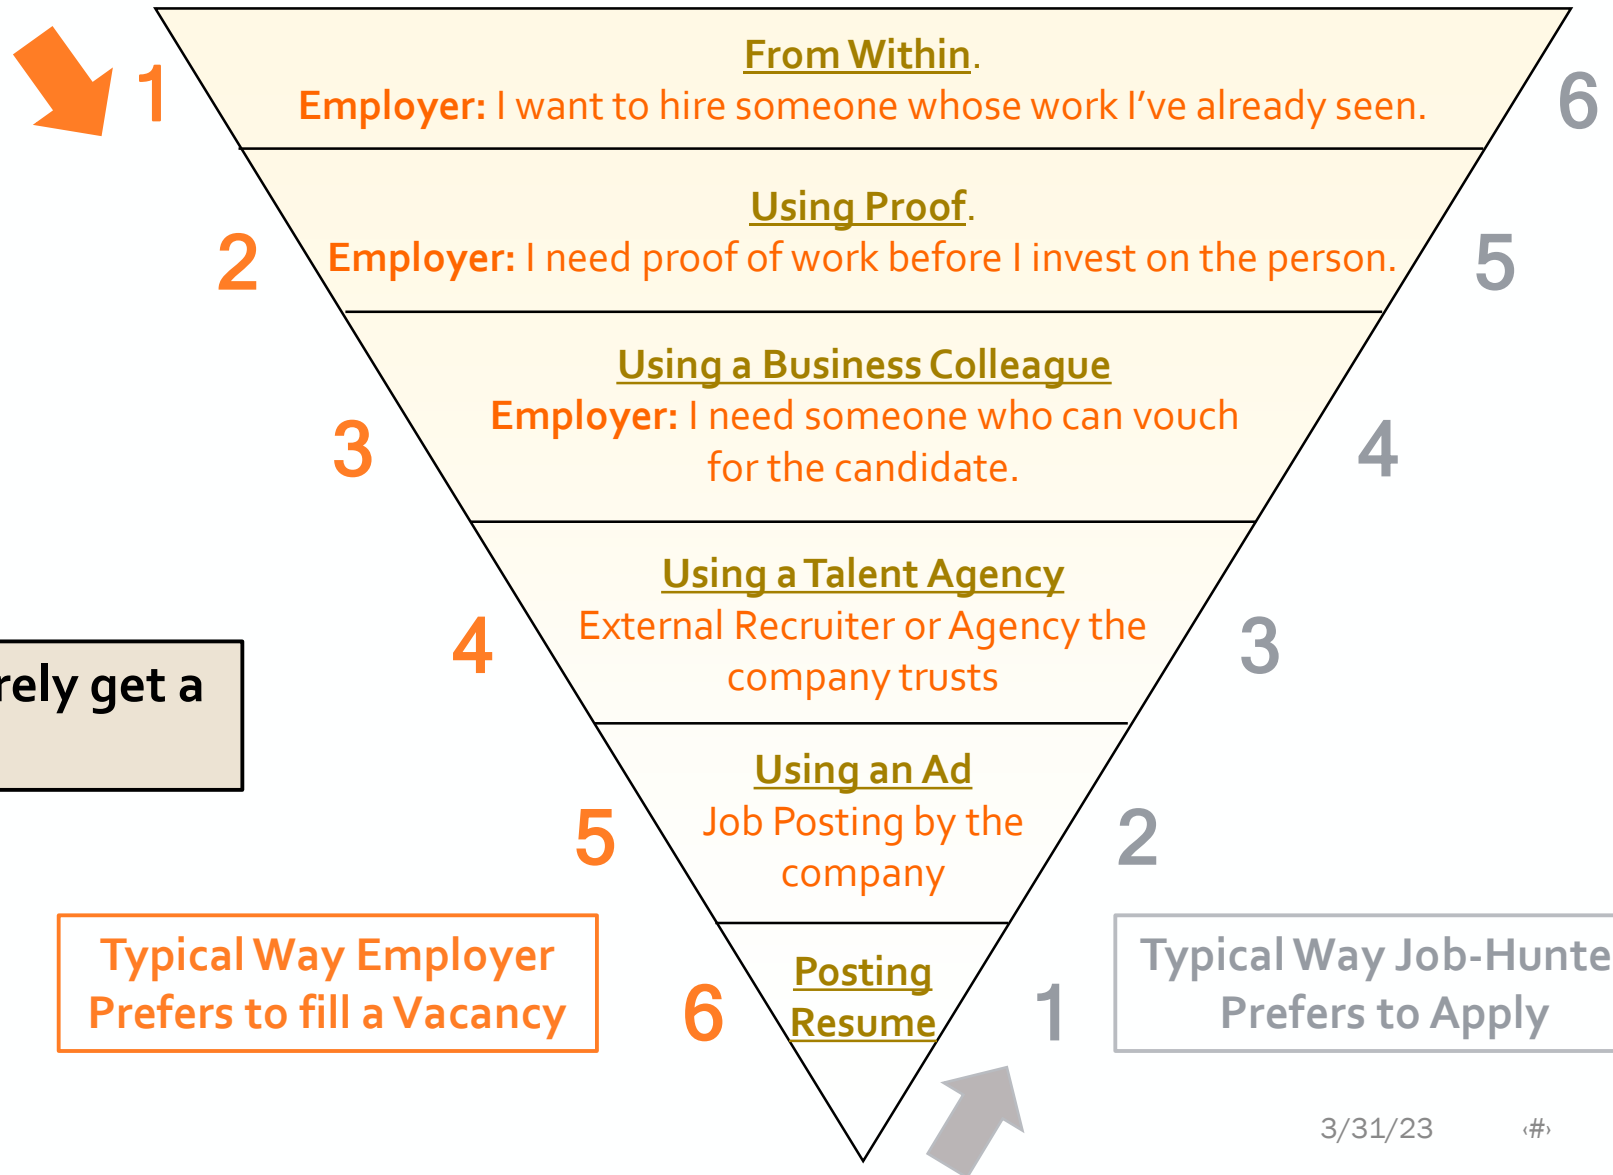 1
From Within.
Employer: I want to hire someone whose work I've already seen.
6
2
Using Proof.
Employer: I need proof of work before I invest on the person.
5
3
Using a Business Colleague
Employer: I need someone who can vouch
for the candidate.
4
4
Using a Talent Agency
External Recruiter or Agency the
company trusts
3
rely get a
5
Using an Ad
Job Posting by the
company
2
Typical Way Employer
Prefers to fill a Vacancy
6
Posting
Resume
1
Typical Way Job-Hunte
Prefers to Apply
3/31/23
‹#›